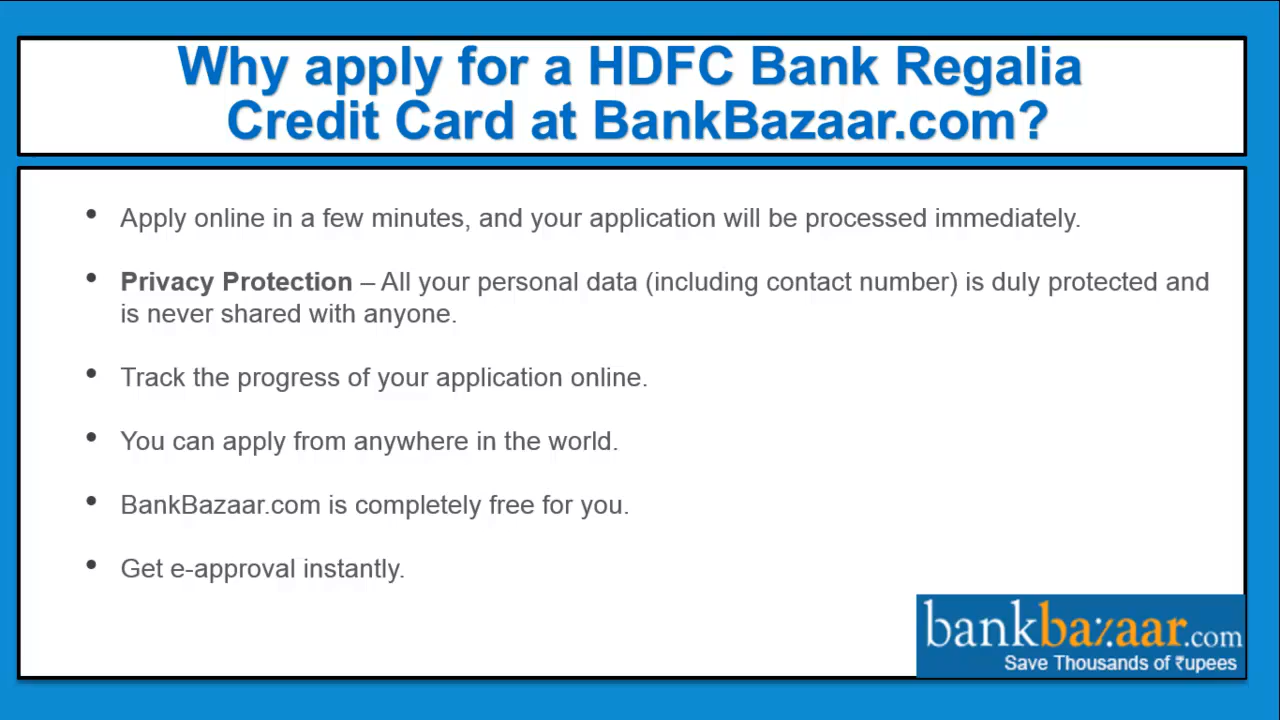 Why apply for a HDFC Bank Regalia
Credit Card at BankBazaar.com?
• Apply online in a few minutes, and your application will be processed immediately.
• Privacy Protection – All your personal data (including contact number) is duly protected and
is never shared with anyone.
• Track the progress of your application online.
• You can apply from anywhere in the world.
• BankBazaar.com is completely free for you.
• Get e-approval instantly.
bankbazaar.com
Save Thousands of ₹upees